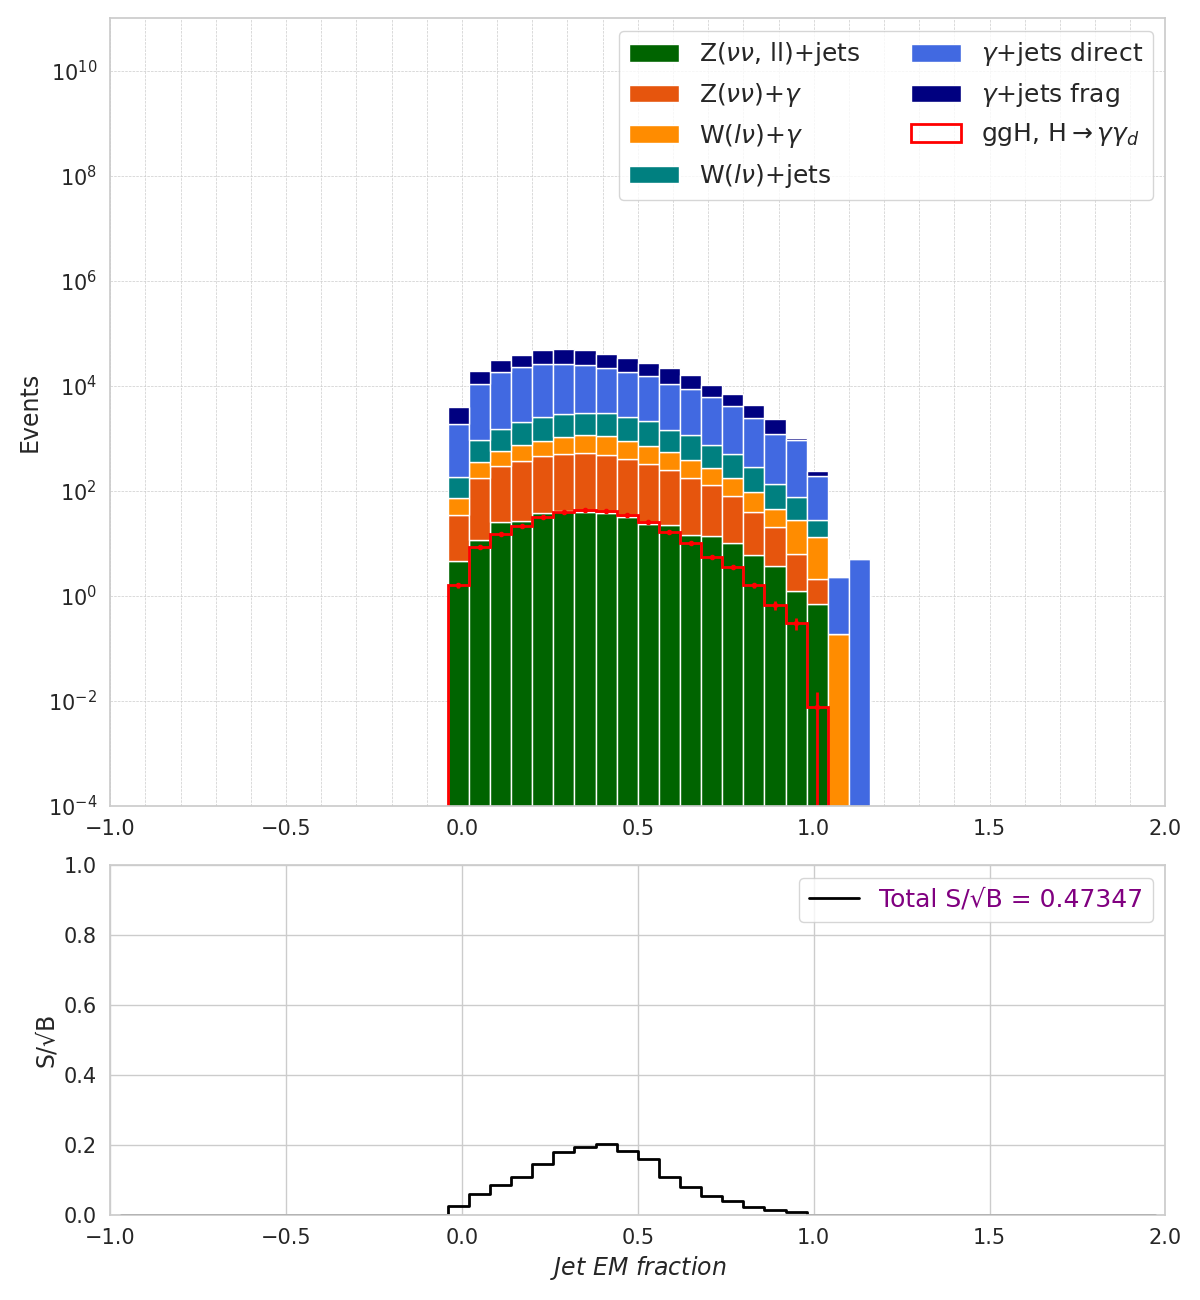 Z(νν, ll)+jets
Z(νν)+γ
W(lν)+γ
W(lν)+jets
γ+jets direct
γ+jets frag
ggH, H→γγ_d
Events
10^10
10^8
10^6
10^4
10^2
10^0
10^−2
10^−4
−1.0 −0.5 0.0 0.5 1.0 1.5 2.0
Total S/√B = 0.47347
S/√B
1.0
0.8
0.6
0.4
0.2
0.0
−1.0 −0.5 0.0 0.5 1.0 1.5 2.0
Jet EM fraction